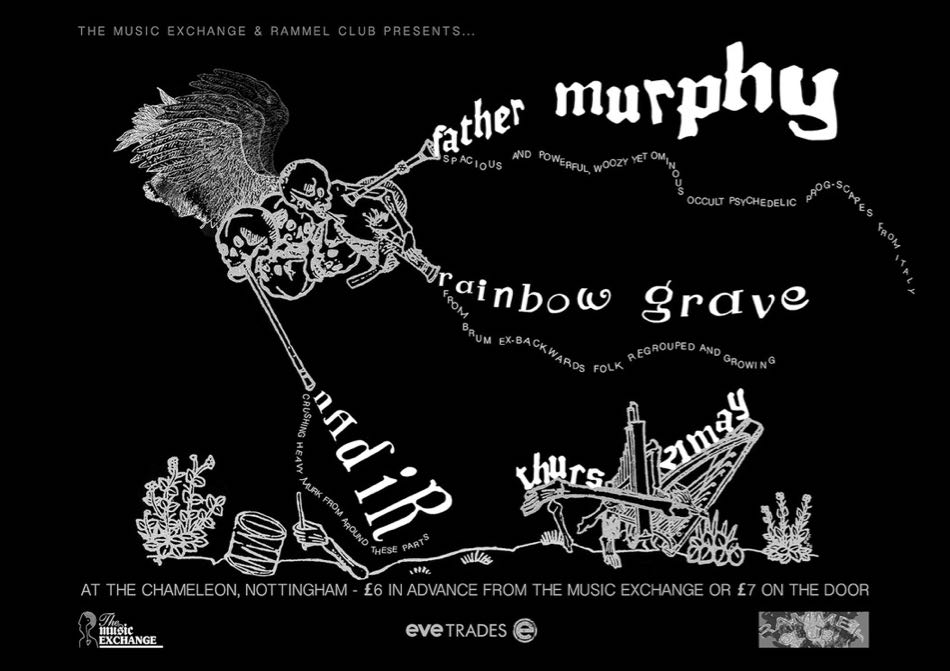 THE MUSIC EXCHANGE & RAMMEL CLUB PRESENTS...
father murphy
SPACIOUS AND POWERFUL, WOOZY YET OMINOUS OCCULT PSYCHEDELIC PROG-SCAPES FROM ITALY
rainbow grave
FROM BRUM EX-BACKWARDS FOLK REGROUPED AND GROWING
nAdiR
CRUSHING HEAVY MURK FROM AROUND THESE PARTS
thurs 21 may
AT THE CHAMELEON, NOTTINGHAM - £6 IN ADVANCE FROM THE MUSIC EXCHANGE OR £7 ON THE DOOR
The
music
EXCHANGE
eve TRADES e
RAMMEL